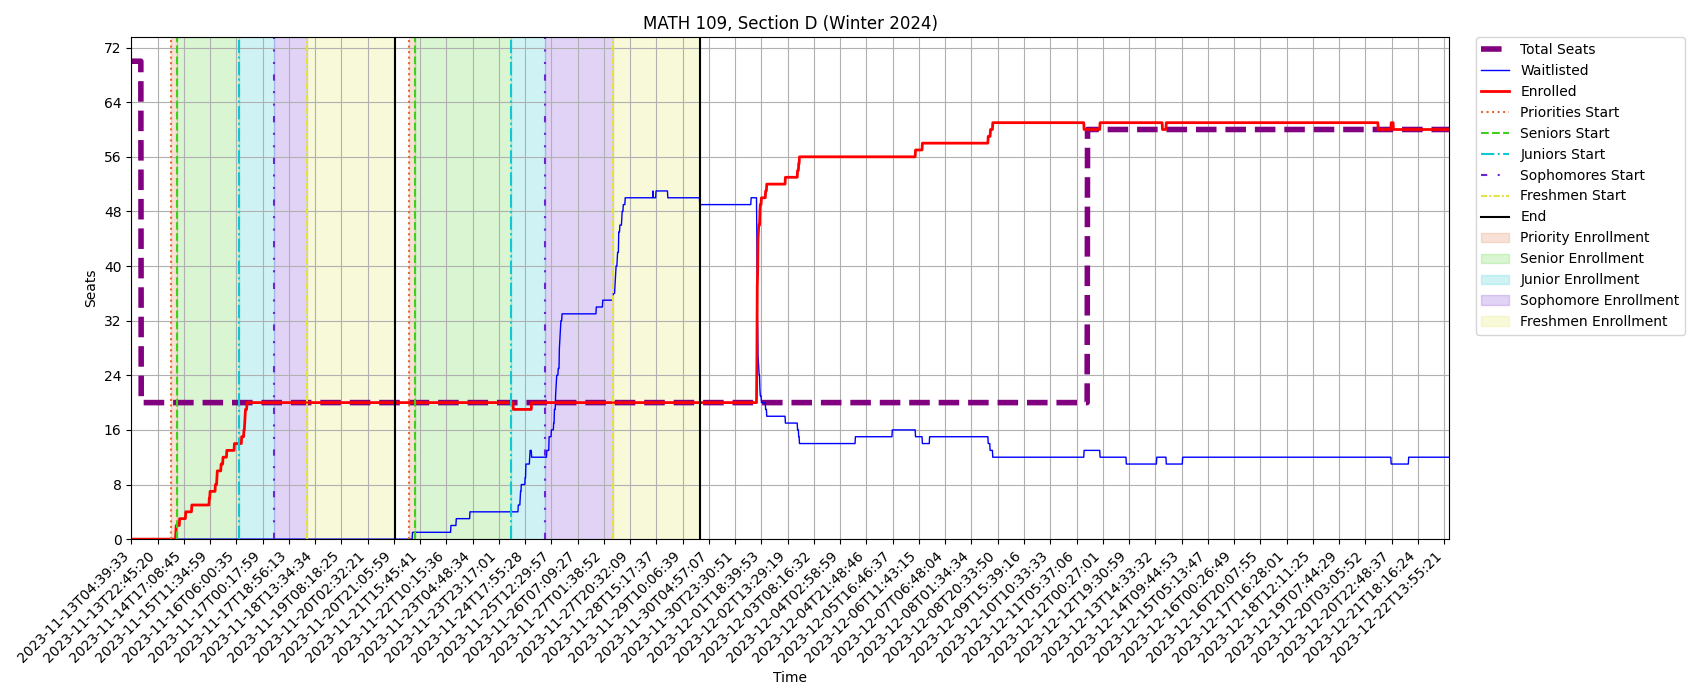 MATH 109, Section D (Winter 2024)
Seats
72
64
56
48
40
32
24
16
8
0
2023-11-13T04:39:33
2023-11-13T22:45:20
2023-11-14T17:08:45
2023-11-15T11:34:59
2023-11-16T06:00:35
2023-11-17T00:17:59
2023-11-17T18:56:13
2023-11-18T13:34:34
2023-11-19T08:18:25
2023-11-20T02:32:21
2023-11-20T21:05:59
2023-11-21T15:45:41
2023-11-22T10:15:36
2023-11-23T04:48:34
2023-11-23T23:17:01
2023-11-24T17:55:28
2023-11-25T12:29:57
2023-11-26T07:09:27
2023-11-27T01:38:52
2023-11-27T20:32:09
2023-11-28T15:17:37
2023-11-29T10:06:39
2023-11-30T04:57:07
2023-11-30T23:30:51
2023-12-01T18:39:53
2023-12-02T13:29:19
2023-12-03T08:16:32
2023-12-04T02:58:59
2023-12-04T21:48:46
2023-12-05T16:46:37
2023-12-06T11:43:15
2023-12-07T06:48:04
2023-12-08T01:34:34
2023-12-08T20:33:50
2023-12-09T15:39:16
2023-12-10T10:33:33
2023-12-11T05:37:06
2023-12-12T00:27:01
2023-12-12T19:30:59
2023-12-13T14:33:32
2023-12-14T09:44:53
2023-12-15T05:13:47
2023-12-16T00:26:49
2023-12-16T20:07:55
2023-12-17T16:28:01
2023-12-18T12:11:25
2023-12-19T07:44:29
2023-12-20T03:05:52
2023-12-20T22:48:37
2023-12-21T18:16:24
2023-12-22T13:55:21
Time
Total Seats
Waitlisted
Enrolled
Priorities Start
Seniors Start
Juniors Start
Sophomores Start
Freshmen Start
End
Priority Enrollment
Senior Enrollment
Junior Enrollment
Sophomore Enrollment
Freshmen Enrollment